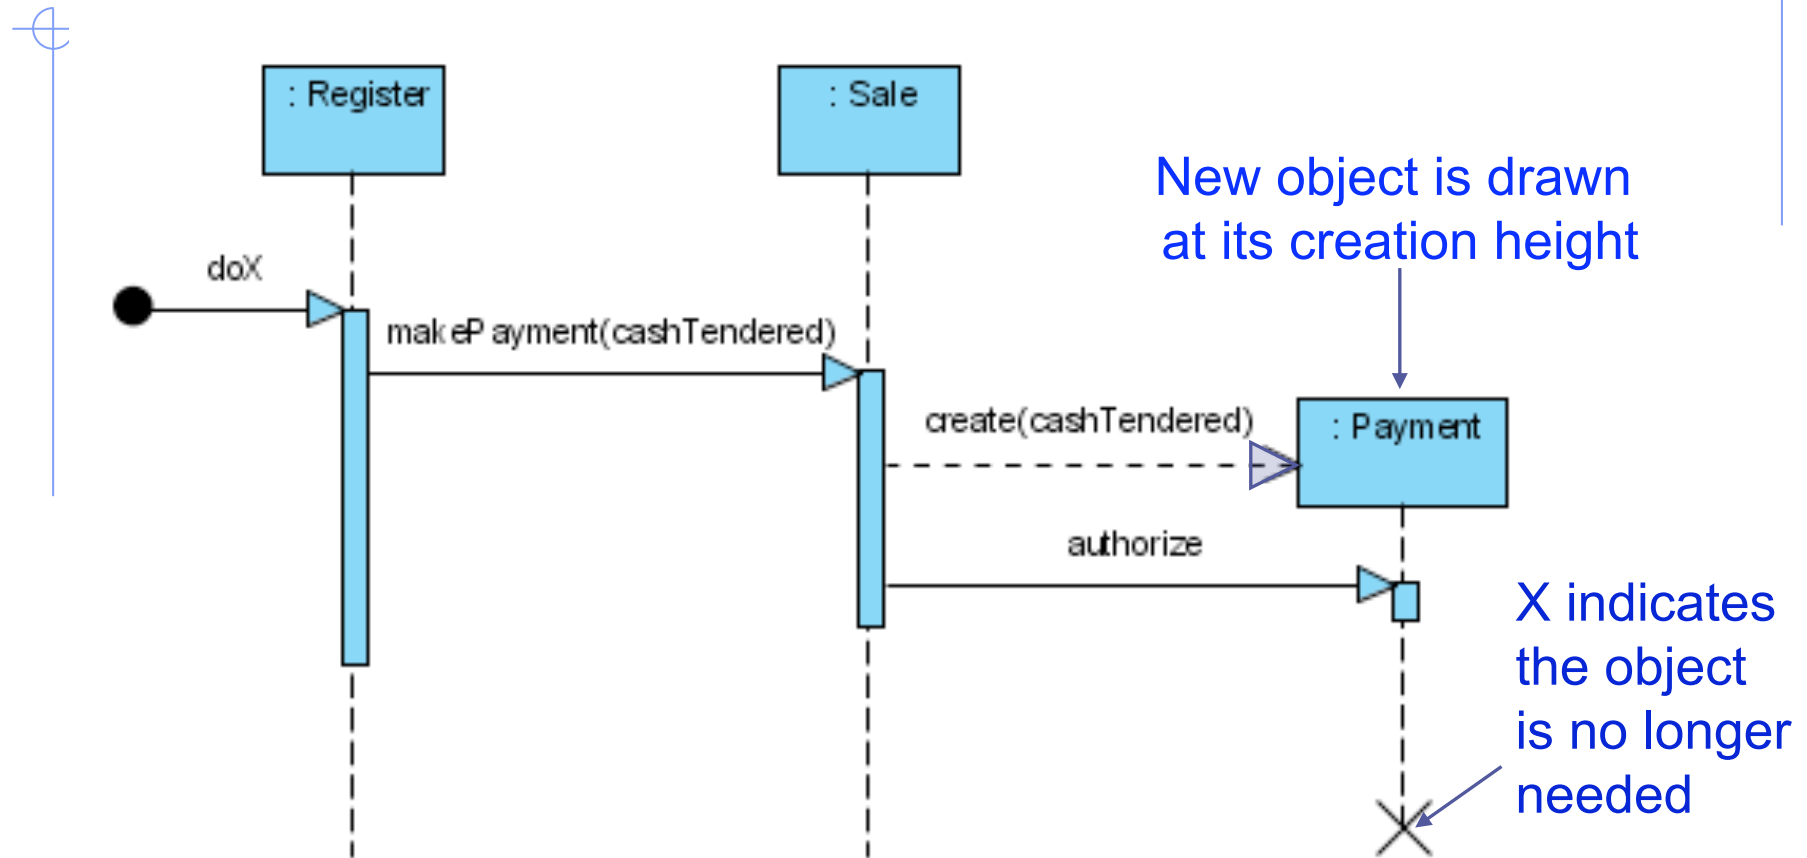 : Register
: Sale
New object is drawn
at its creation height
doX
makePayment(cashTendered)
create(cashTendered)
: Payment
authorize
X indicates
the object
is no longer
needed